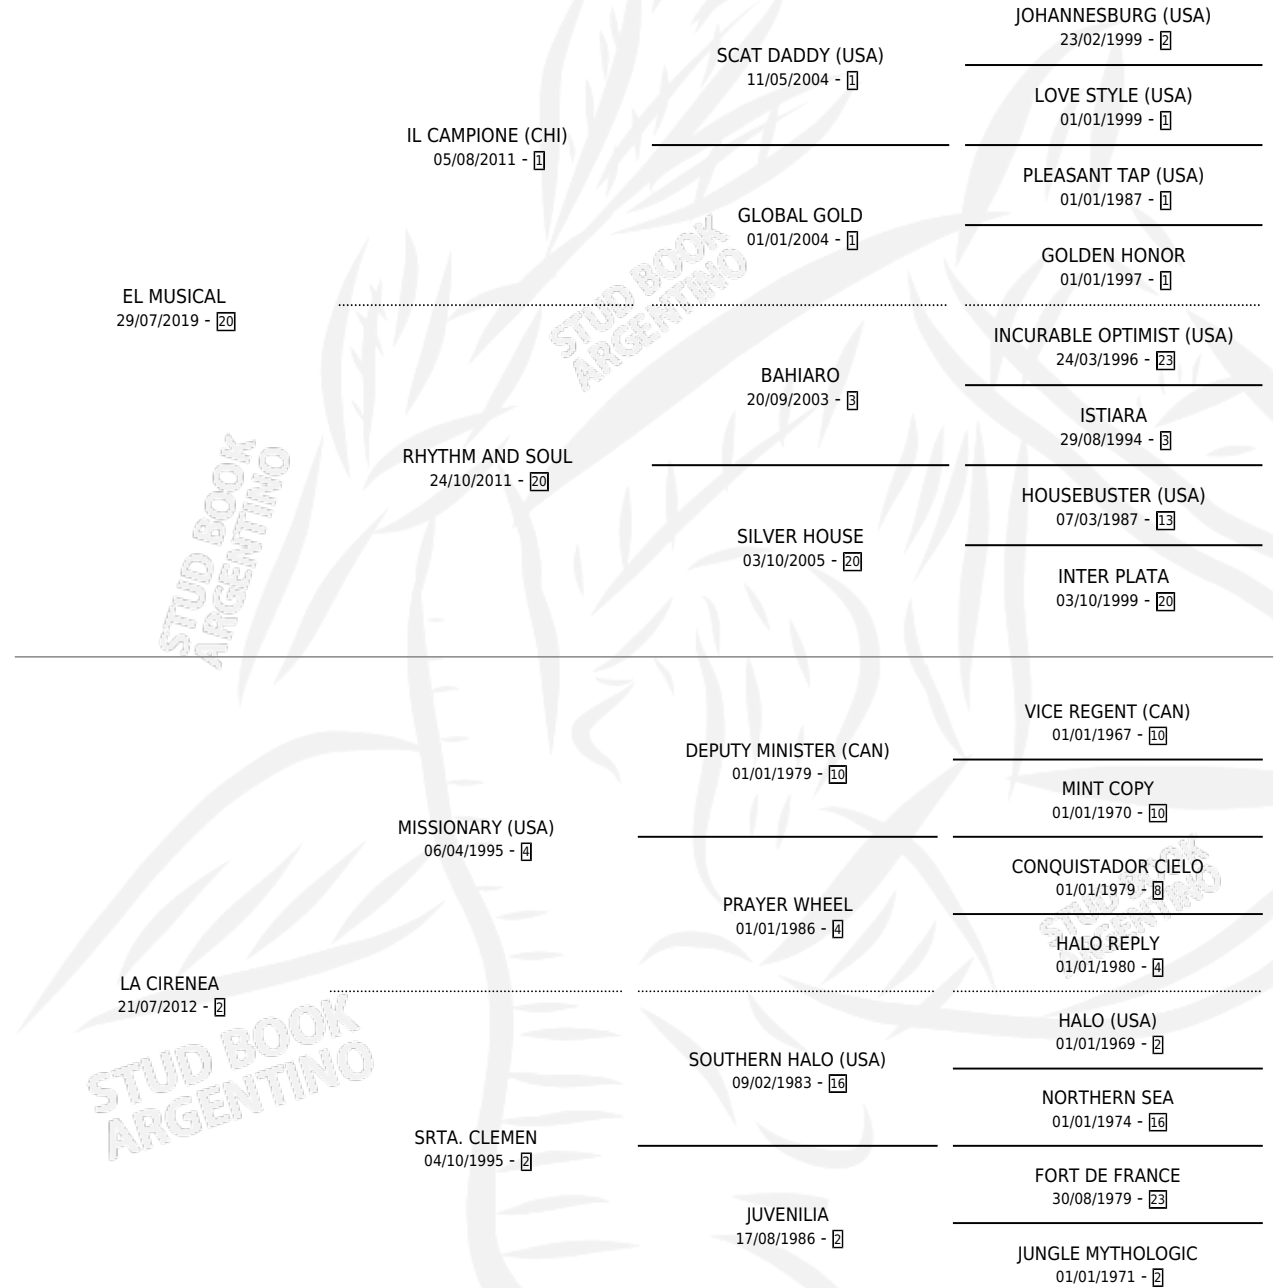 JOHANNESBURG (USA)
23/02/1999 - 2
SCAT DADDY (USA)
11/05/2004 - 1
LOVE STYLE (USA)
01/01/1999 - 1
IL CAMPIONE (CHI)
05/08/2011 - 1
PLEASANT TAP (USA)
01/01/1987 - 1
GLOBAL GOLD
01/01/2004 - 1
GOLDEN HONOR
01/01/1997 - 1
EL MUSICAL
29/07/2019 - 20
INCURABLE OPTIMIST (USA)
24/03/1996 - 23
BAHIARO
20/09/2003 - 3
ISTIARA
29/08/1994 - 3
RHYTHM AND SOUL
24/10/2011 - 20
HOUSEBUSTER (USA)
07/03/1987 - 13
SILVER HOUSE
03/10/2005 - 20
INTER PLATA
03/10/1999 - 20
VICE REGENT (CAN)
01/01/1967 - 10
DEPUTY MINISTER (CAN)
01/01/1979 - 10
MINT COPY
01/01/1970 - 10
MISSIONARY (USA)
06/04/1995 - 4
CONQUISTADOR CIELO
01/01/1979 - 8
PRAYER WHEEL
01/01/1986 - 4
HALO REPLY
01/01/1980 - 4
LA CIRENEA
21/07/2012 - 2
HALO (USA)
01/01/1969 - 2
SOUTHERN HALO (USA)
09/02/1983 - 16
NORTHERN SEA
01/01/1974 - 16
SRTA. CLEMEN
04/10/1995 - 2
FORT DE FRANCE
30/08/1979 - 23
JUVENILIA
17/08/1986 - 2
JUNGLE MYTHOLOGIC
01/01/1971 - 2
STUD BOOK
ARGENTINO
STUD BOOK
ARGENTINO
STUD BOOK
ARGENTINO
STUD BOOK
ARGENTINO